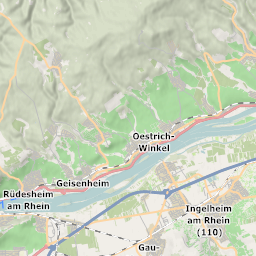 Oestrich-
Winkel
Geisenheim
Rüdesheim
am Rhein
Ingelheim
am Rhein
(110)
Gau-